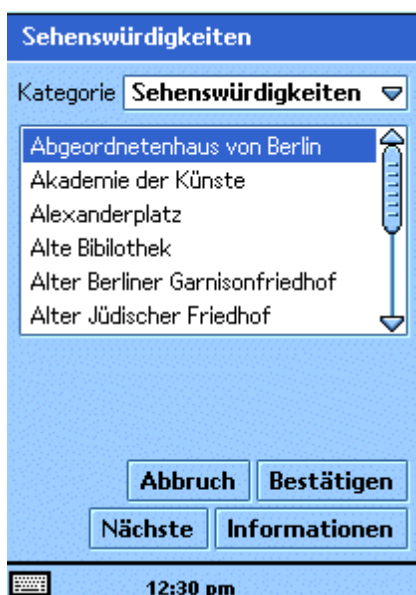 Sehenswürdigkeiten
Kategorie Sehenswürdigkeiten
Abgeordnetenhaus von Berlin
Akademie der Künste
Alexanderplatz
Alte Bibilothek
Alter Berliner Garnisonfriedhof
Alter Jüdischer Friedhof
Abbruch Bestätigen
Nächste Informationen
12:30 pm